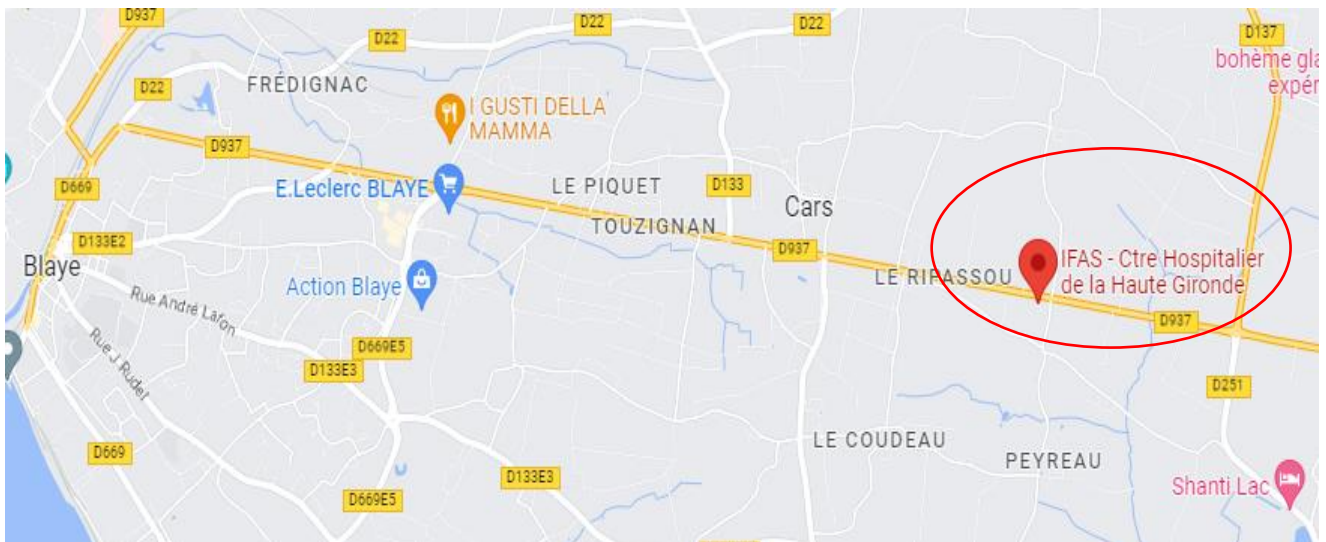 D937
D22
D22
D22
D137
bohème gla
expér
FRÉDIGNAC
D22
I GUSTI DELLA
MAMMA
D937
E.Leclerc BLAYE
LE PIQUET
D133
D669
Cars
TOUZIGNAN
D133E2
D937
Blaye
Action Blaye
LE RIPASSOU
IFAS - Ctre Hospitalier
de la Haute Gironde
Rue André Lafon
D937
Rue J Rudel
D669E5
D133E3
D251
LE COUDEAU
D669
PEYREAU
D133E3
Shanti Lac
D669E5